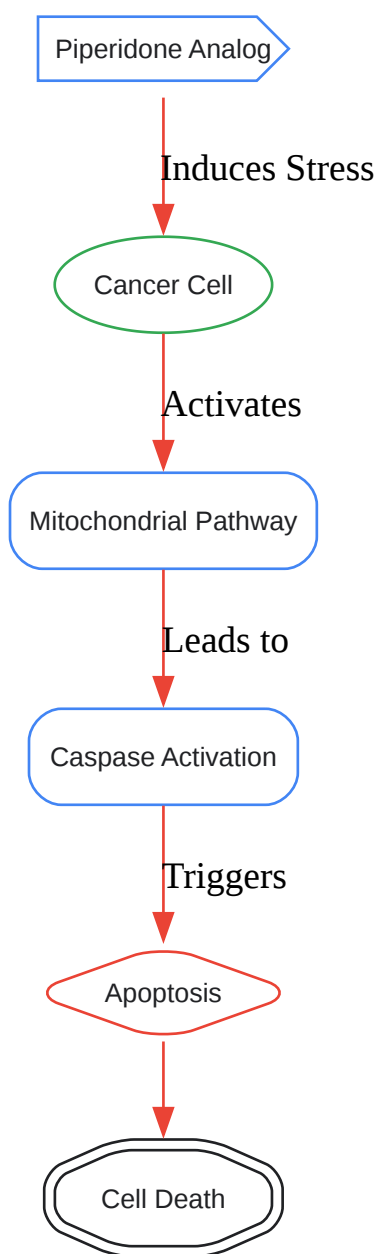 Piperidone Analog
Induces Stress
Cancer Cell
Activates
Mitochondrial Pathway
Leads to
Caspase Activation
Triggers
Apoptosis
Cell Death